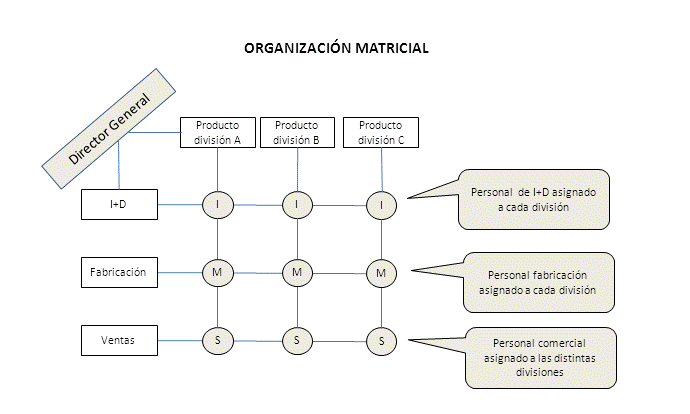 ORGANIZACIÓN MATRICIAL
Director General
Producto
división A
Producto
división B
Producto
división C
I+D
I
I
I
Personal de I+D asignado
a cada división
Fabricación
M
M
M
Personal fabricación
asignado a cada división
Ventas
S
S
S
Personal comercial
asignado a las distintas
divisiones